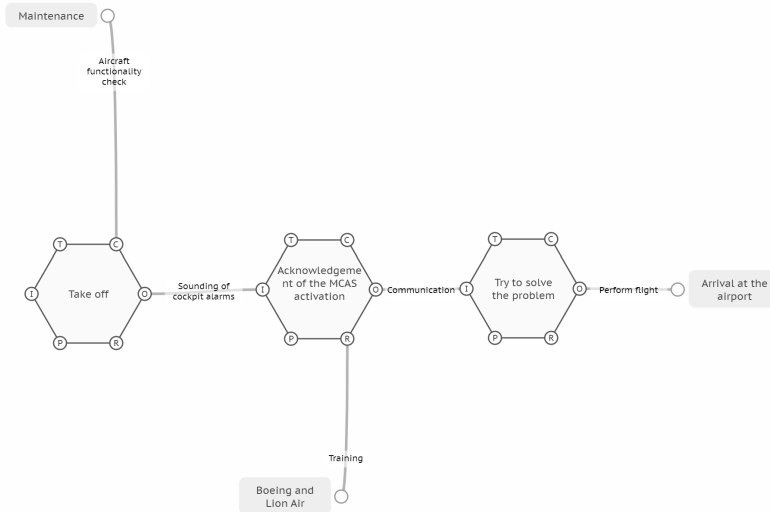 Maintenance
Aircraft
functionality
check
T
C
I
Take off
O
P
R
Sounding of
cockpit alarms
T
C
I
Acknowledgeme
nt of the MCAS
activation
O
P
R
Communication
T
C
I
Try to solve
the problem
O
P
R
Perform flight
Arrival at the
airport
Training
Boeing and
Lion Air